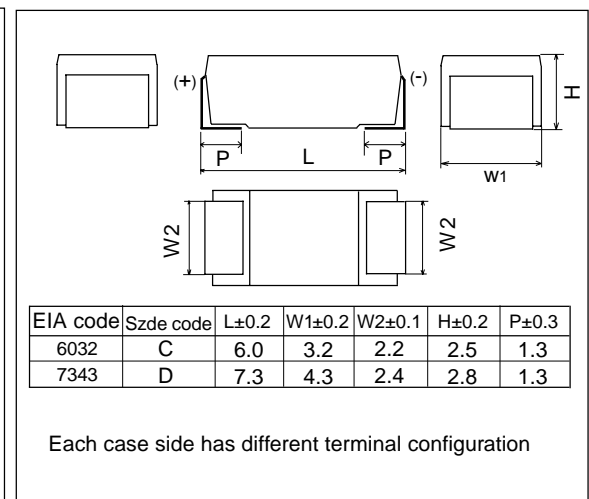 (+)
(-)
H
P
L
P
W1
W2
W2
EIA code Szde code L±0.2 W1±0.2 W2±0.1 H±0.2 P±0.3
6032 C 6.0 3.2 2.2 2.5 1.3
7343 D 7.3 4.3 2.4 2.8 1.3
Each case side has different terminal configuration